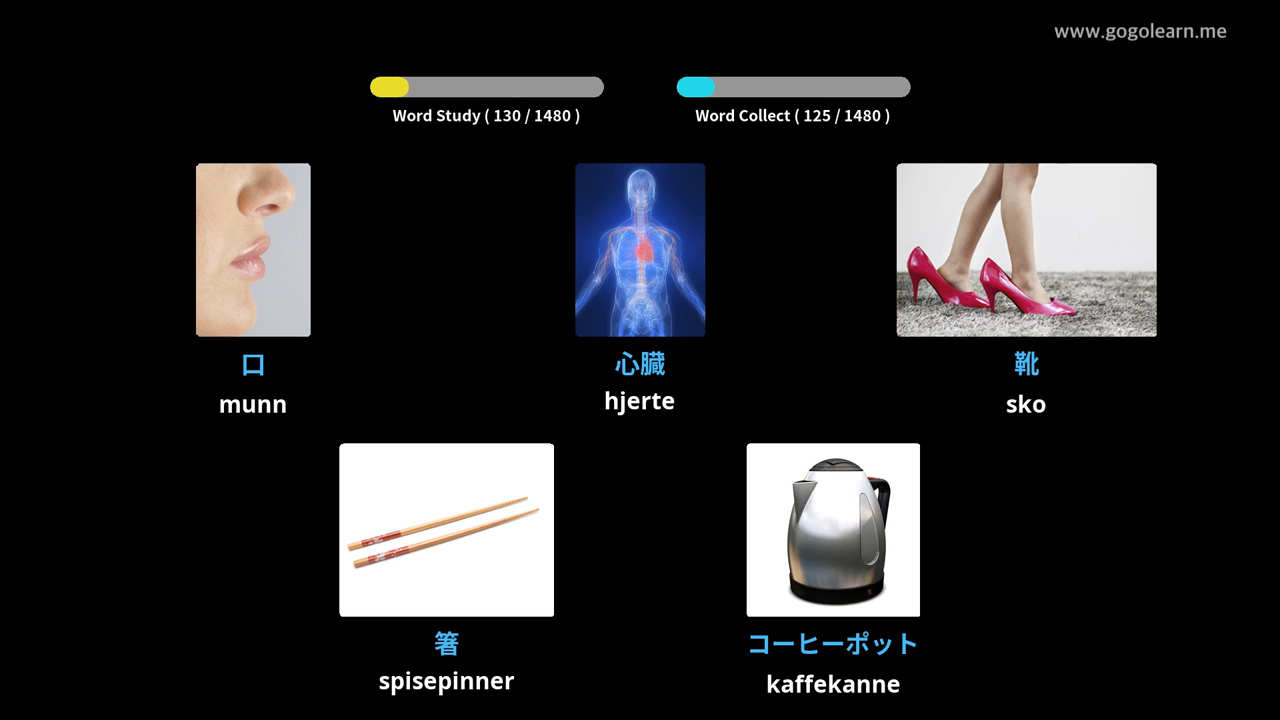 www.gogolearn.me
Word Study ( 130 / 1480 )
Word Collect ( 125 / 1480 )
口
心臓
靴
munn
hjerte
sko
箸
コーヒーポット
spisepinner
kaffekanne